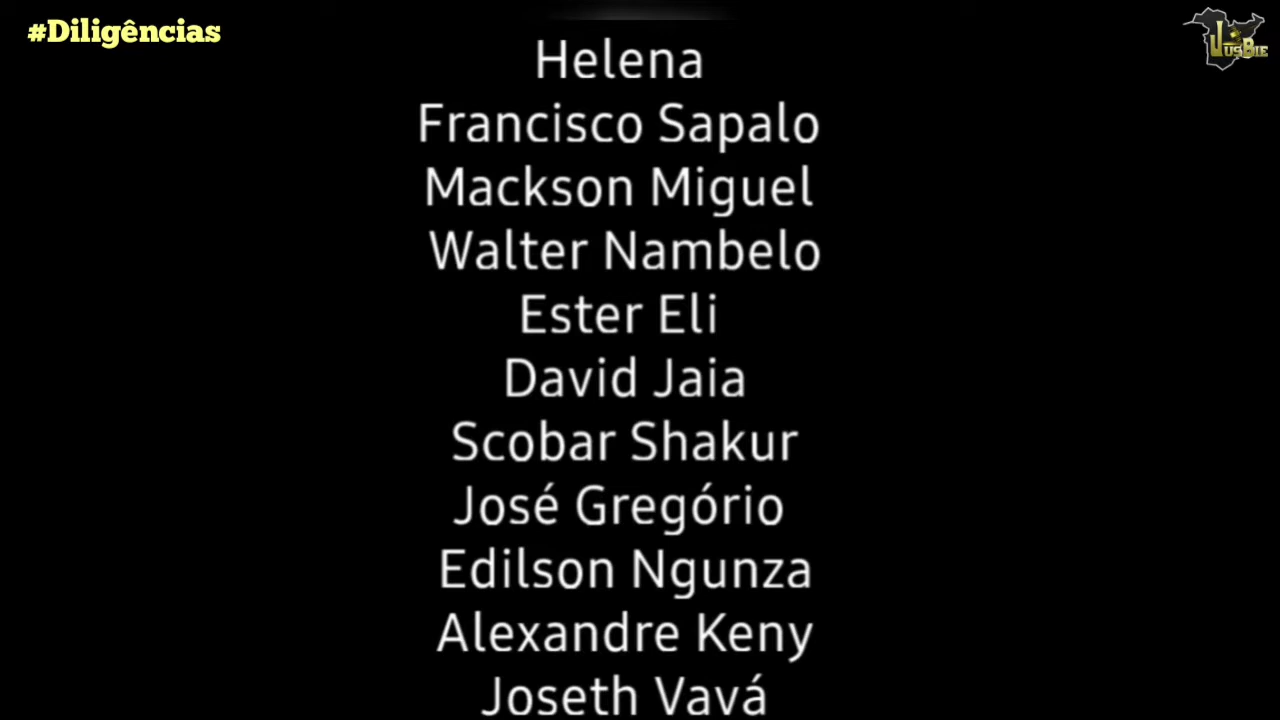 #Diligências
JusBie
Helena
Francisco Sapalo
Mackson Miguel
Walter Nambelo
Ester Eli
David Jaia
Scobar Shakur
José Gregório
Edilson Ngunza
Alexandre Keny
Joseth Vavá